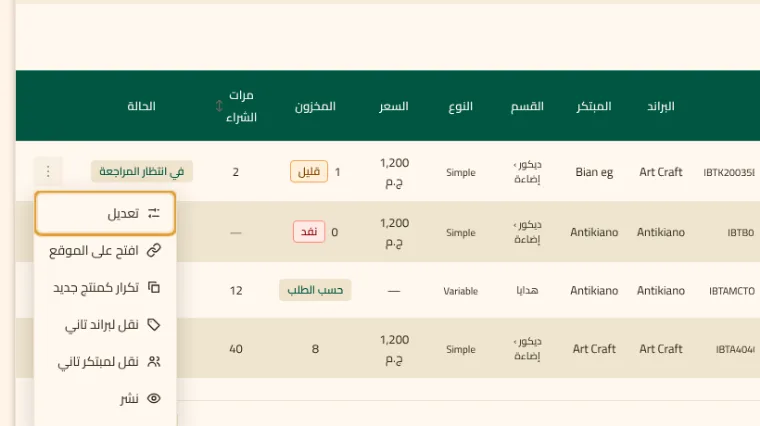 البراند المبتكر القسم النوع السعر المخزون مرات الشراء الحالة
IBTK20035I Art Craft Bian eg ديكور › إضاءة Simple 1,200 ج.م 1 قليل 2 في انتظار المراجعة
IBTB0 Antikiano Antikiano ديكور › إضاءة Simple 1,200 ج.م 0 نفد —
IBTAMCT0 Antikiano Antikiano هدايا Variable — حسب الطلب 12
IBTA404I Art Craft Art Craft ديكور › إضاءة Simple 1,200 ج.م 8 40
تعديل
افتح على الموقع
تكرار كمنتج جديد
نقل لبراند تاني
نقل لمبتكر تاني
نشر